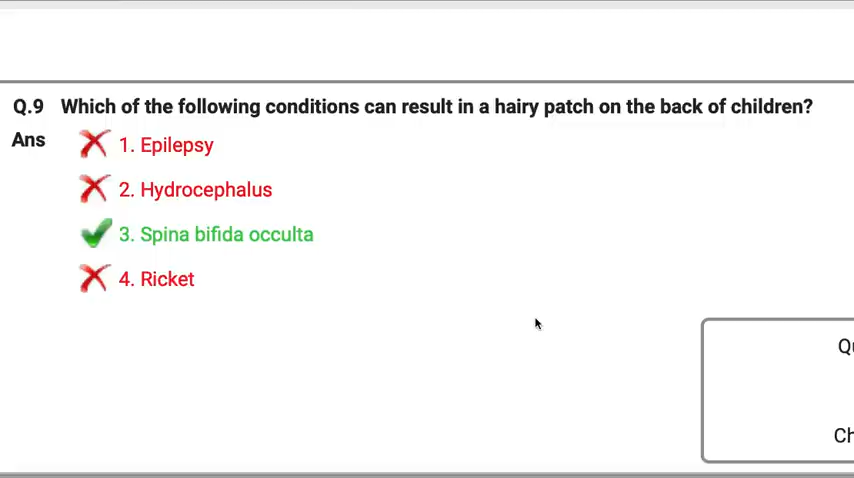 Q.9 Which of the following conditions can result in a hairy patch on the back of children?
Ans 1. Epilepsy
2. Hydrocephalus
3. Spina bifida occulta
4. Ricket